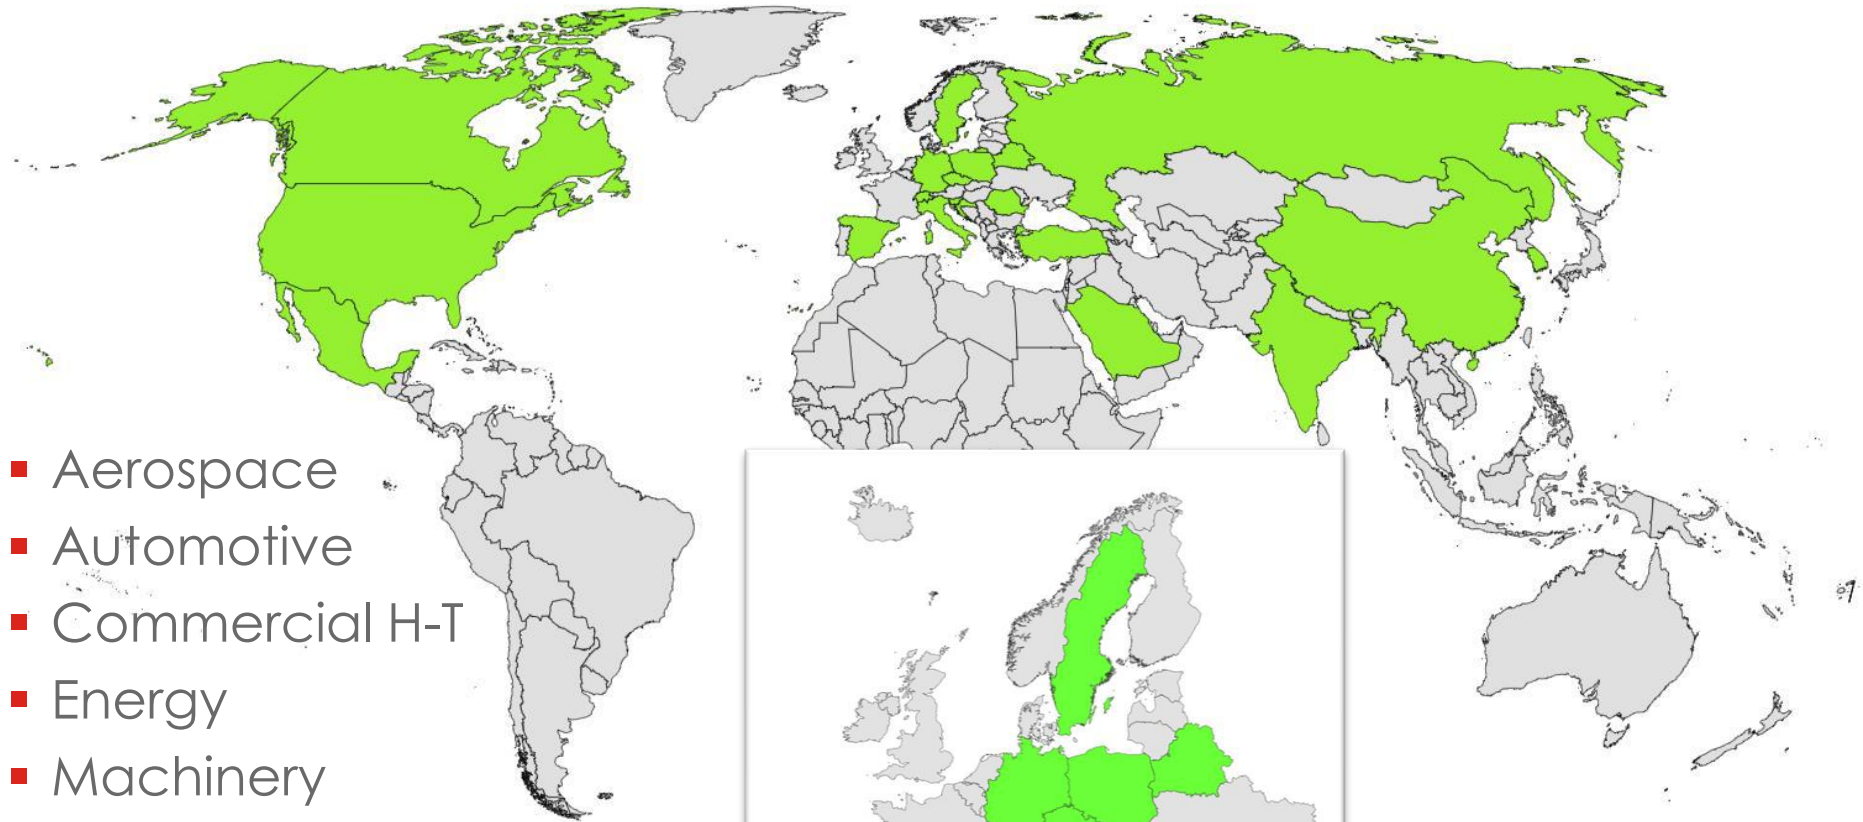 Aerospace
Automotive
Commercial H-T
Energy
Machinery